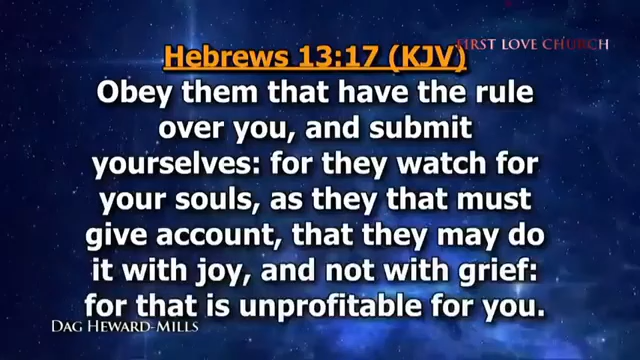 FIRST LOVE CHURCH
Hebrews 13:17 (KJV)
Obey them that have the rule
over you, and submit
yourselves: for they watch for
your souls, as they that must
give account, that they may do
it with joy, and not with grief:
for that is unprofitable for you.
DAG HEWARD-MILLS